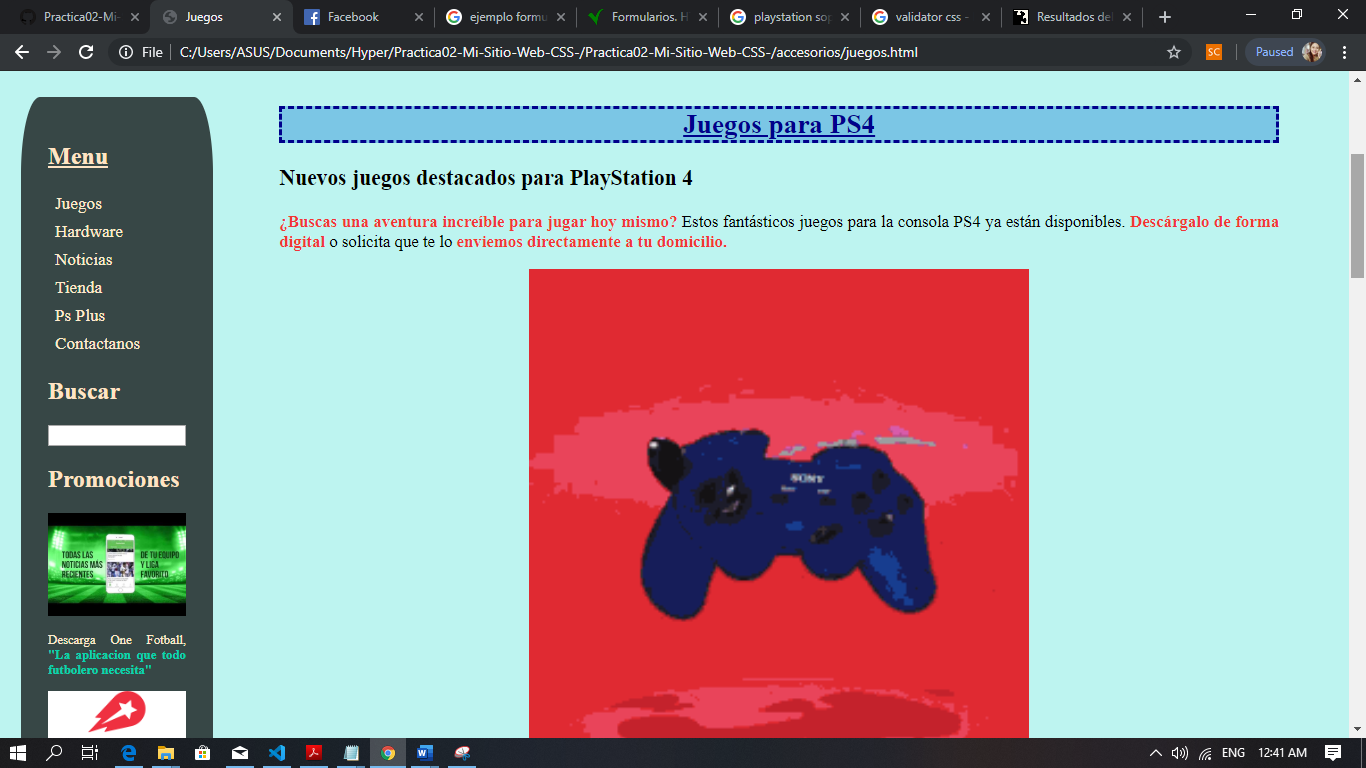 Practica02-Mi-
Juegos
Facebook
ejemplo formu
Formularios. H
playstation sop
validator css -
Resultados del
File
C:/Users/ASUS/Documents/Hyper/Practica02-Mi-Sitio-Web-CSS-/Practica02-Mi-Sitio-Web-CSS-/accesorios/juegos.html
SC
Paused
Menu
Juegos
Hardware
Noticias
Tienda
Ps Plus
Contactanos
Buscar
Promociones
TODAS LAS
NOTICIAS MÁS
RECIENTES
DE TU EQUIPO
Y LIGA
FAVORITO
Descarga One Fotball,
"La aplicacion que todo
futbolero necesita"
Juegos para PS4
Nuevos juegos destacados para PlayStation 4
¿Buscas una aventura increíble para jugar hoy mismo? Estos fantásticos juegos para la consola PS4 ya están disponibles. Descárgalo de forma
digital o solicita que te lo enviemos directamente a tu domicilio.
SONY
ENG
12:41 AM